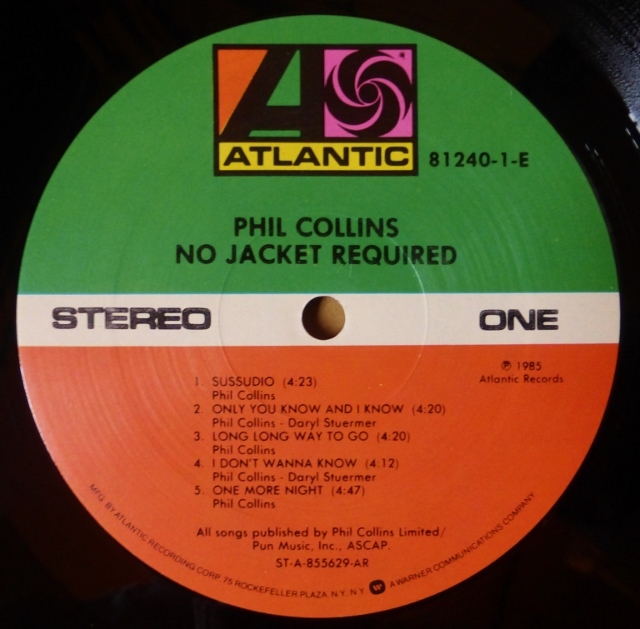 ATLANTIC
81240-1-E
PHIL COLLINS
NO JACKET REQUIRED
STEREO
ONE
℗ 1985
Atlantic Records
1. SUSSUDIO (4:23)
Phil Collins
2. ONLY YOU KNOW AND I KNOW (4:20)
Phil Collins - Daryl Stuermer
3. LONG LONG WAY TO GO (4:20)
Phil Collins
4. I DON'T WANNA KNOW (4:12)
Phil Collins - Daryl Stuermer
5. ONE MORE NIGHT (4:47)
Phil Collins
All songs published by Phil Collins Limited/
Pun Music, Inc., ASCAP.
ST-A-855629-AR
MFG. BY ATLANTIC RECORDING CORP. 75 ROCKEFELLER PLAZA. N.Y. N.Y. A WARNER COMMUNICATIONS COMPANY